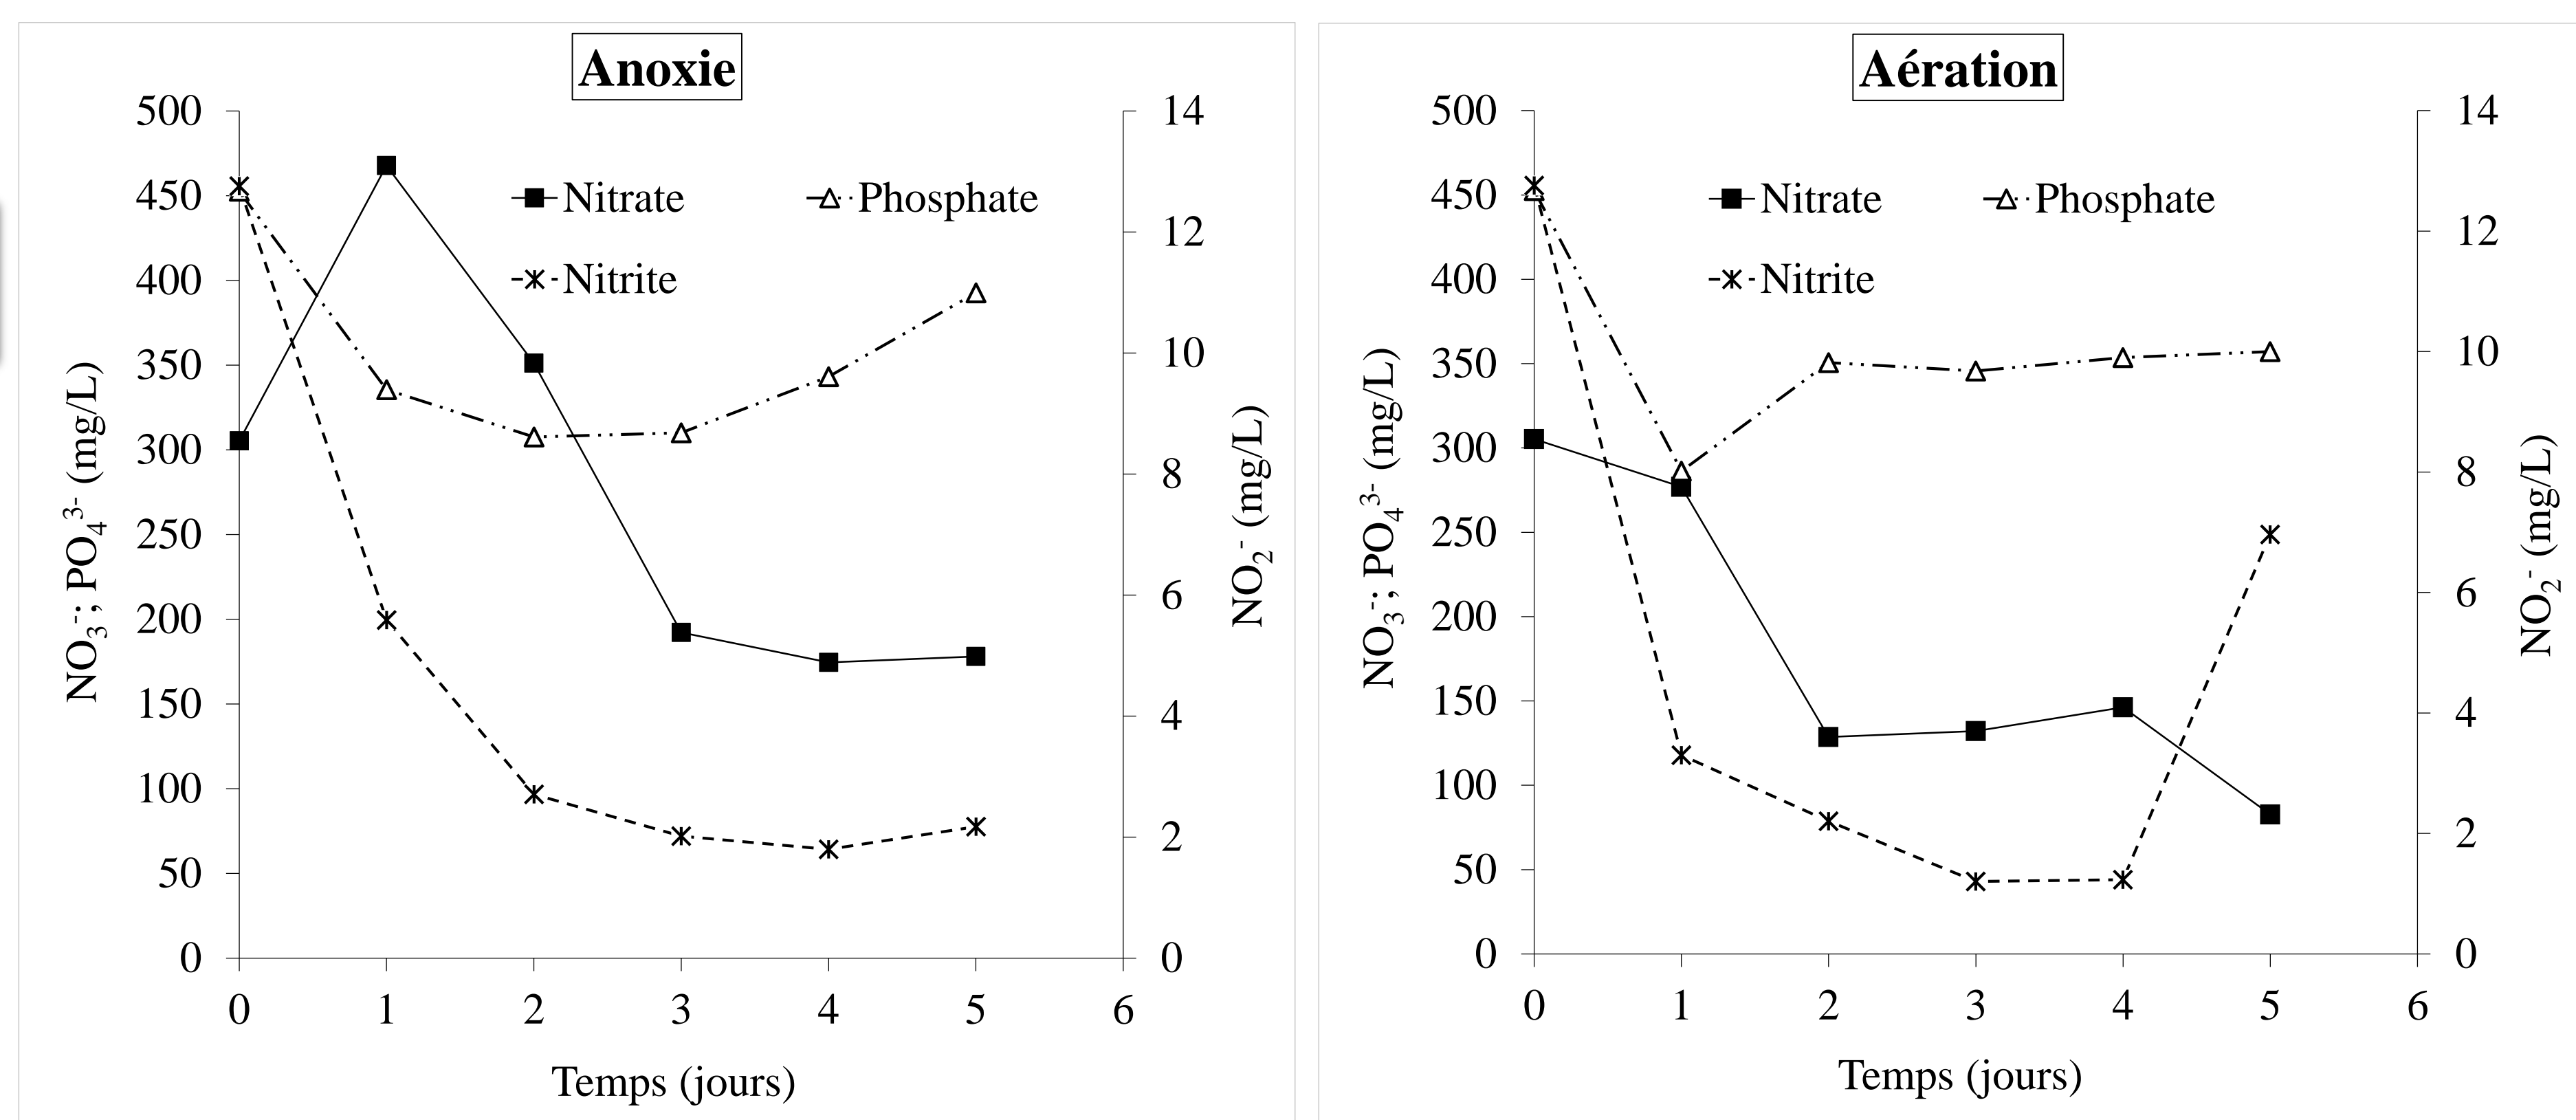 Anoxie
500
450
400
350
300
250
200
150
100
50
0
14
12
10
8
6
4
2
0
Nitrate
Phosphate
Nitrite
NO₃⁻; PO₄³⁻ (mg/L)
NO₂⁻ (mg/L)
0 1 2 3 4 5 6
Temps (jours)
Aération
500
450
400
350
300
250
200
150
100
50
0
14
12
10
8
6
4
2
0
Nitrate
Phosphate
Nitrite
NO₃⁻; PO₄³⁻ (mg/L)
NO₂⁻ (mg/L)
0 1 2 3 4 5 6
Temps (jours)